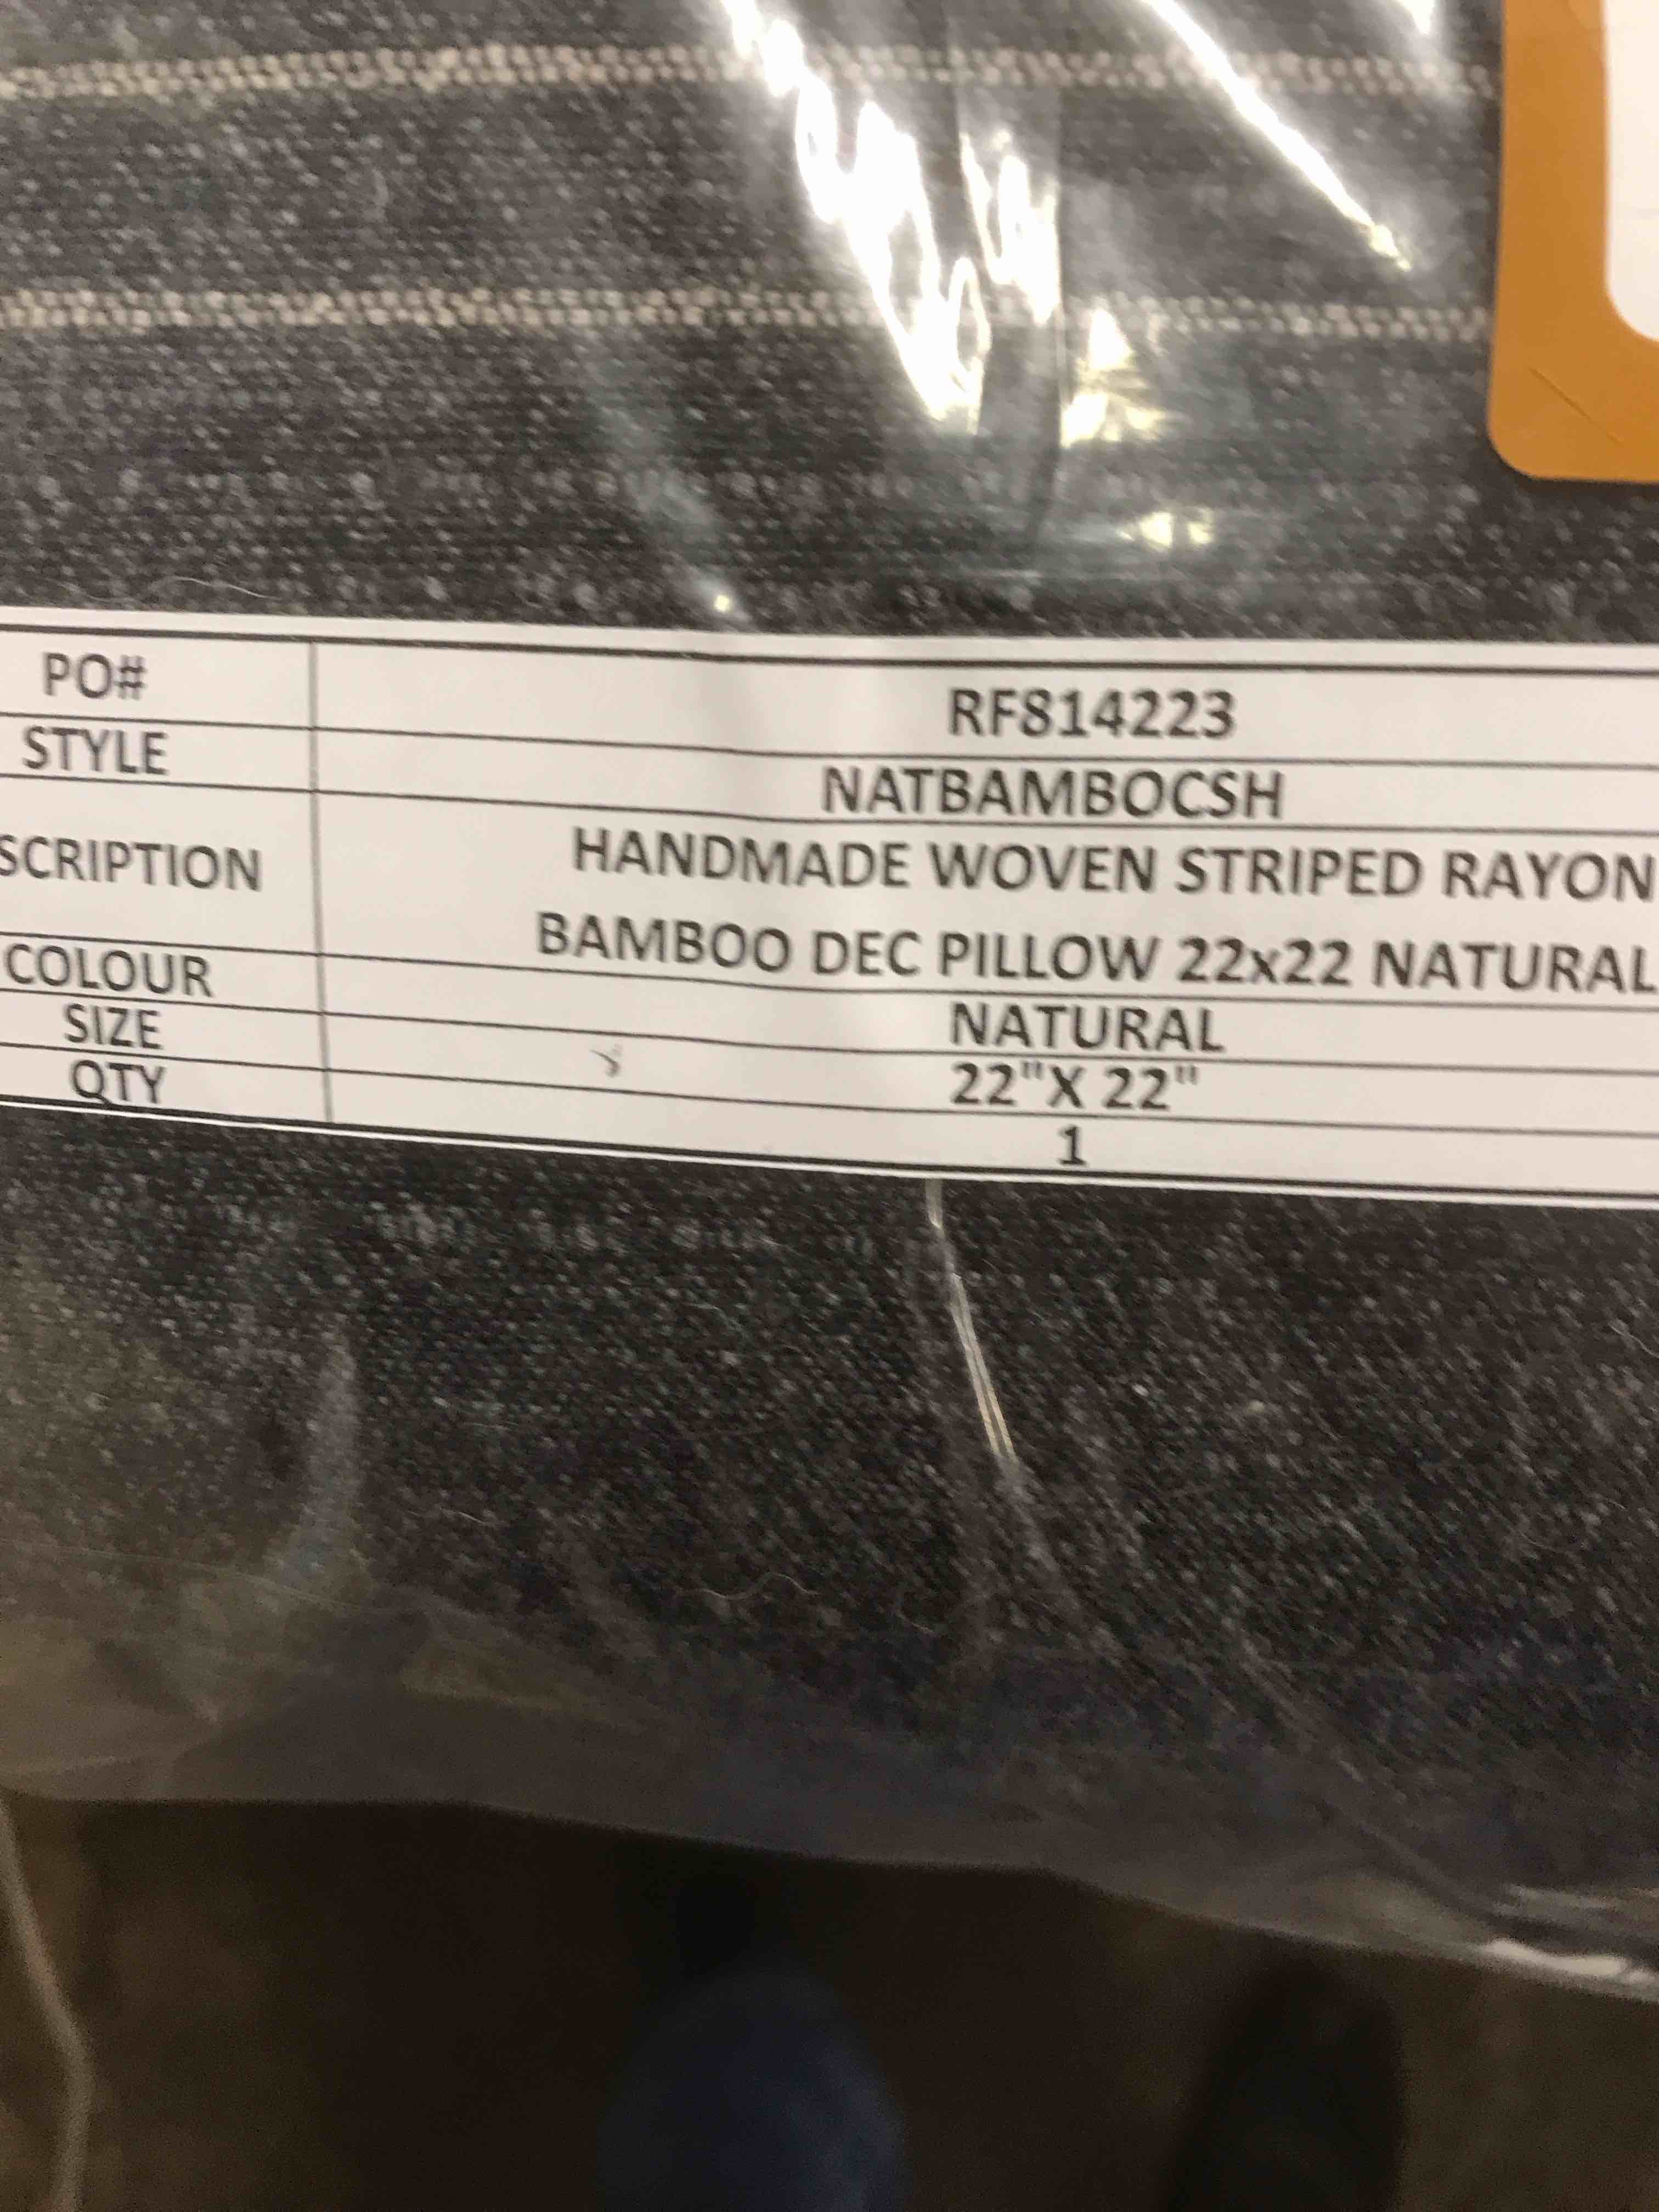 PO# RF814223
STYLE NATBAMBOCSH
SCRIPTION HANDMADE WOVEN STRIPED RAYON
BAMBOO DEC PILLOW 22x22 NATURAL
COLOUR NATURAL
SIZE 22"X 22"
QTY 1